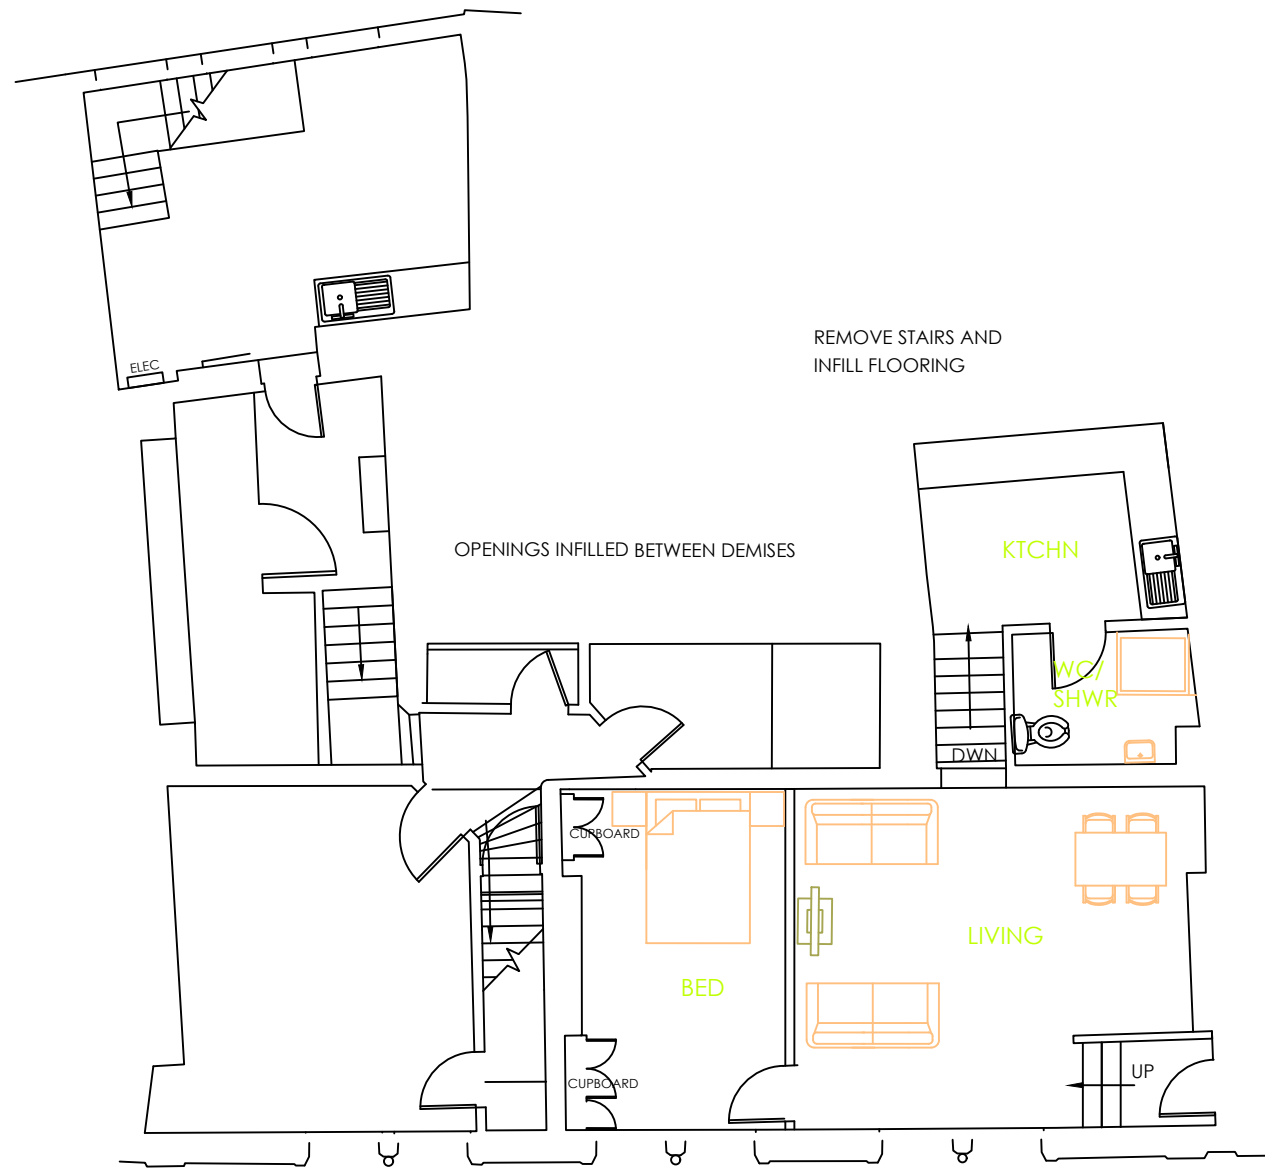 REMOVE STAIRS AND
INFILL FLOORING
ELEC
OPENINGS INFILLED BETWEEN DEMISES
KTCHN
WC/
SHWR
DWN
CUPBOARD
LIVING
BED
UP
CUPBOARD